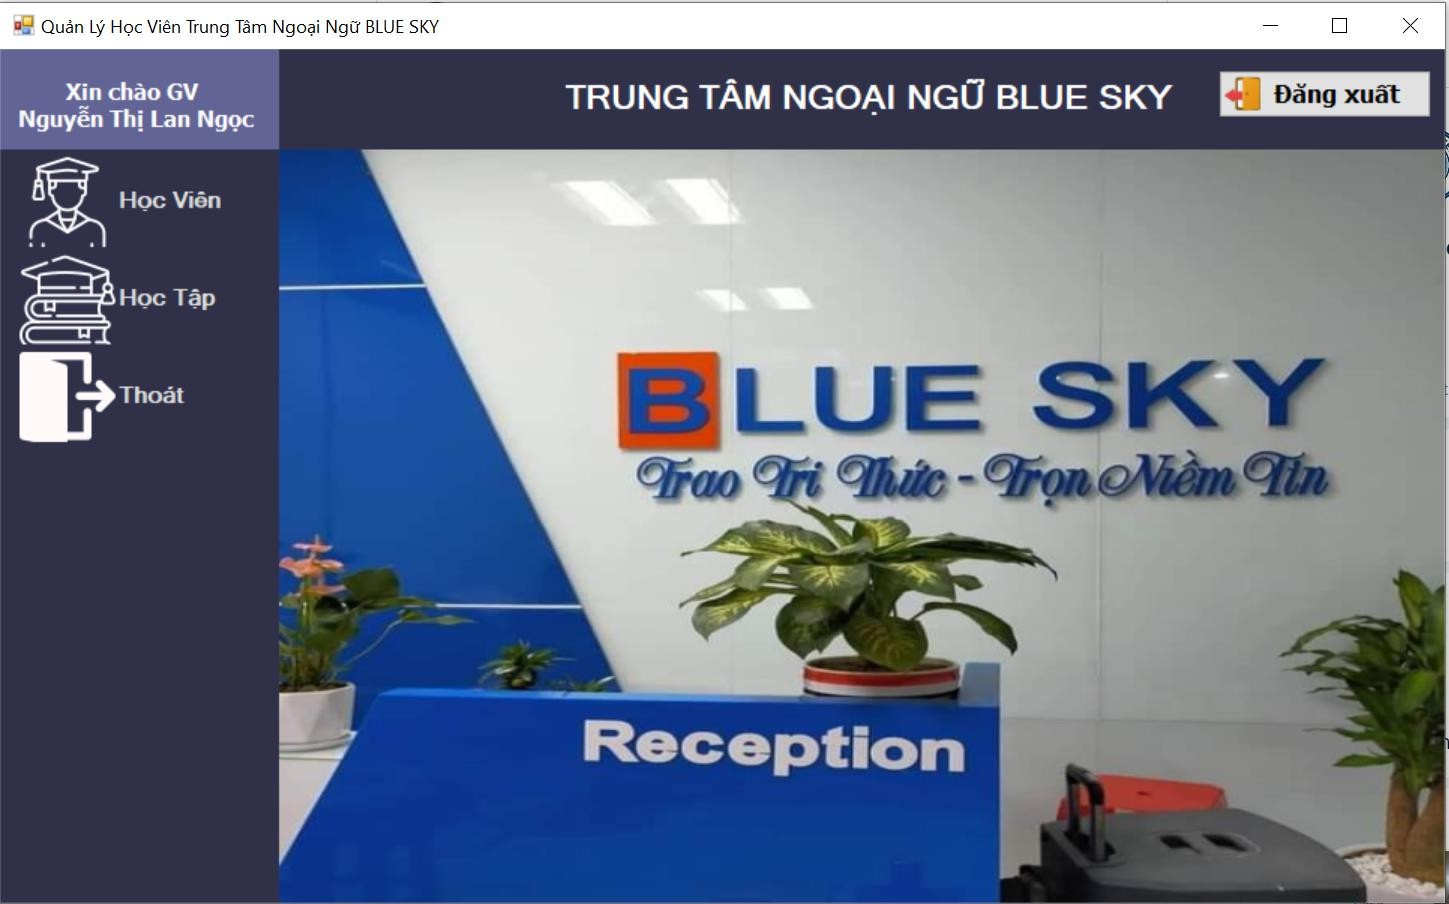 Quản Lý Học Viên Trung Tâm Ngoại Ngữ BLUE SKY
Xin chào GV
Nguyễn Thị Lan Ngọc
TRUNG TÂM NGOẠI NGỮ BLUE SKY
Đăng xuất
Học Viên
Học Tập
Thoát
BLUE SKY
Trao Tri Thức - Trọn Niềm Tin
Reception